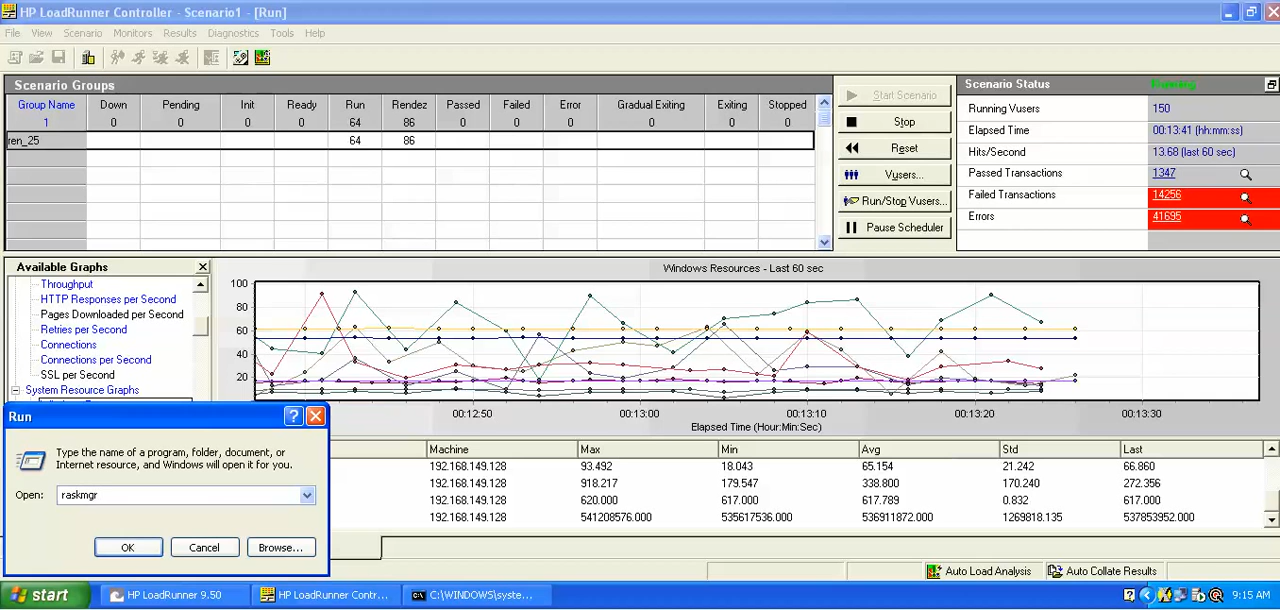 HP LoadRunner Controller - Scenario1 - [Run]
File View Scenario Monitors Results Diagnostics Tools Help
Scenario Groups
Group Name Down Pending Init Ready Run Rendez Passed Failed Error Gradual Exiting Exiting Stopped
1 0 0 0 0 64 86 0 0 0 0 0 0
ren_25 64 86
Start Scenario
Stop
Reset
Vusers...
Run/Stop Vusers...
Pause Scheduler
Scenario Status Running
Running Vusers 150
Elapsed Time 00:13:41 (hh:mm:ss)
Hits/Second 13.68 (last 60 sec)
Passed Transactions 1347
Failed Transactions 14256
Errors 41695
Available Graphs
Throughput
HTTP Responses per Second
Pages Downloaded per Second
Retries per Second
Connections
Connections per Second
SSL per Second
System Resource Graphs
Windows Resources - Last 60 sec
100
80
60
40
20
00:12:50 00:13:00 00:13:10 00:13:20 00:13:30
Elapsed Time (Hour:Min:Sec)
Machine Max Min Avg Std Last
192.168.149.128 93.492 18.043 65.154 21.242 66.860
192.168.149.128 918.217 179.547 338.800 170.240 272.356
192.168.149.128 620.000 617.000 617.789 0.832 617.000
192.168.149.128 541208576.000 535617536.000 536911872.000 1269818.135 537853952.000
Run
Type the name of a program, folder, document, or
Internet resource, and Windows will open it for you.
Open: raskmgr
OK Cancel Browse...
Auto Load Analysis Auto Collate Results
start HP LoadRunner 9.50 HP LoadRunner Contr... C:\WINDOWS\syste... 9:15 AM